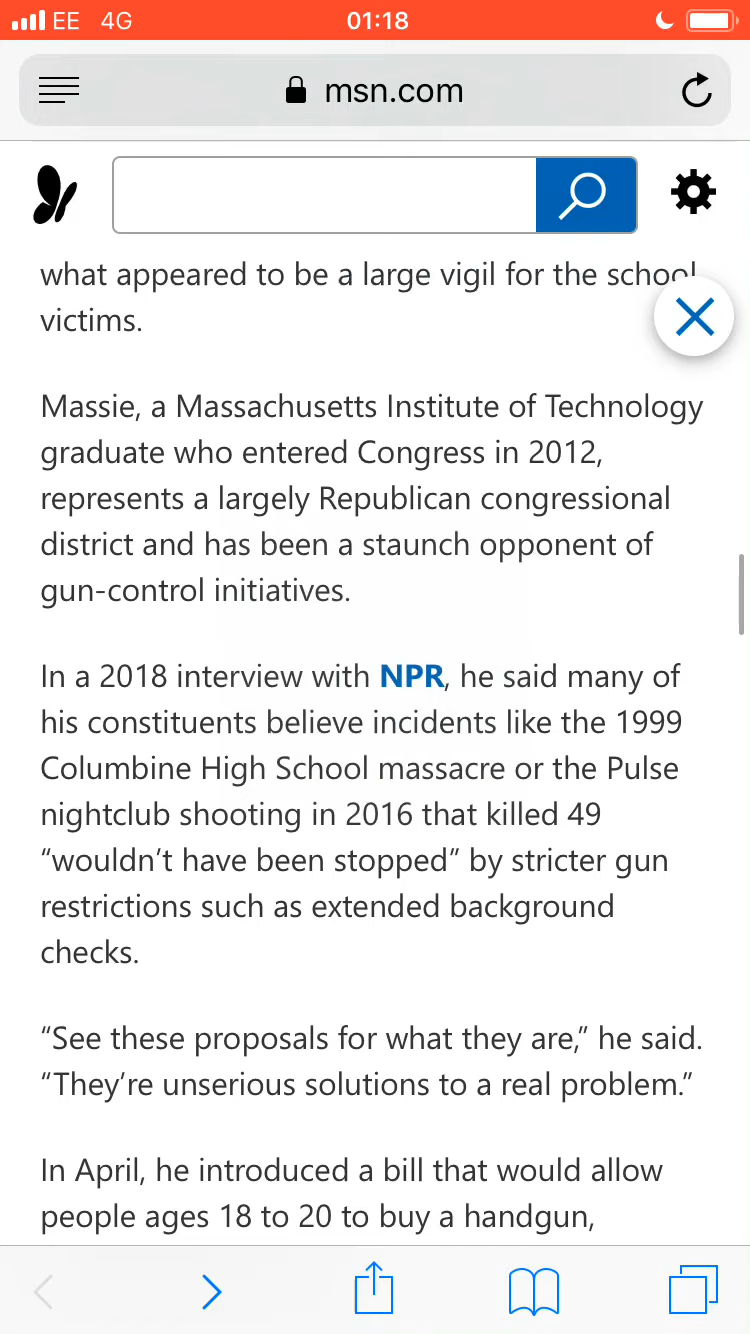 EE 4G 01:18
msn.com
what appeared to be a large vigil for the school
victims.
Massie, a Massachusetts Institute of Technology
graduate who entered Congress in 2012,
represents a largely Republican congressional
district and has been a staunch opponent of
gun-control initiatives.
In a 2018 interview with NPR, he said many of
his constituents believe incidents like the 1999
Columbine High School massacre or the Pulse
nightclub shooting in 2016 that killed 49
“wouldn’t have been stopped” by stricter gun
restrictions such as extended background
checks.
“See these proposals for what they are,” he said.
“They’re unserious solutions to a real problem.”
In April, he introduced a bill that would allow
people ages 18 to 20 to buy a handgun,